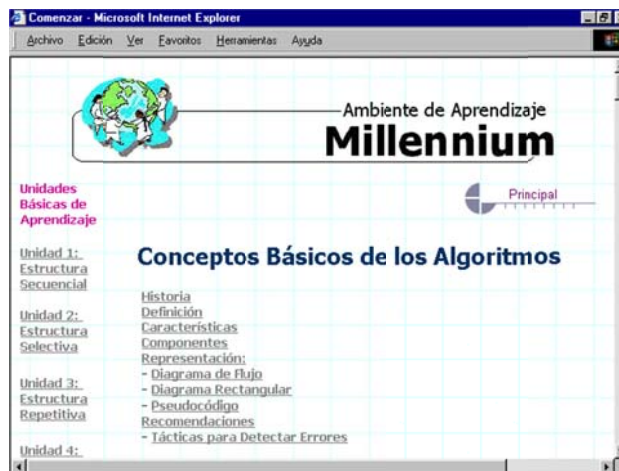 Comenzar - Microsoft Internet Explorer
Archivo Edición Ver Favoritos Herramientas Ayuda
Ambiente de Aprendizaje
Millennium
Principal
Unidades
Básicas de
Aprendizaje
Unidad 1:
Estructura
Secuencial
Unidad 2:
Estructura
Selectiva
Unidad 3:
Estructura
Repetitiva
Unidad 4:
Conceptos Básicos de los Algoritmos
Historia
Definición
Características
Componentes
Representación:
- Diagrama de Flujo
- Diagrama Rectangular
- Pseudocódigo
Recomendaciones
- Tácticas para Detectar Errores